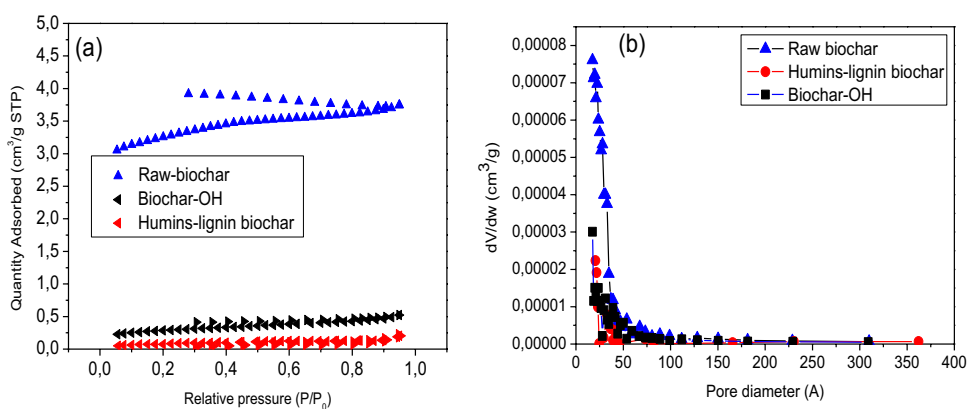 (a)
5,0
4,5
4,0
3,5
3,0
2,5
2,0
1,5
1,0
0,5
0,0
Quantity Adsorbed (cm³/g STP)
Raw-biochar
Biochar-OH
Humins-lignin biochar
0,0 0,2 0,4 0,6 0,8 1,0
Relative pressure (P/P₀)
(b)
0,00008
0,00007
0,00006
0,00005
0,00004
0,00003
0,00002
0,00001
0,00000
dV/dw (cm³/g)
Raw biochar
Humins-lignin biochar
Biochar-OH
0 50 100 150 200 250 300 350 400
Pore diameter (A)